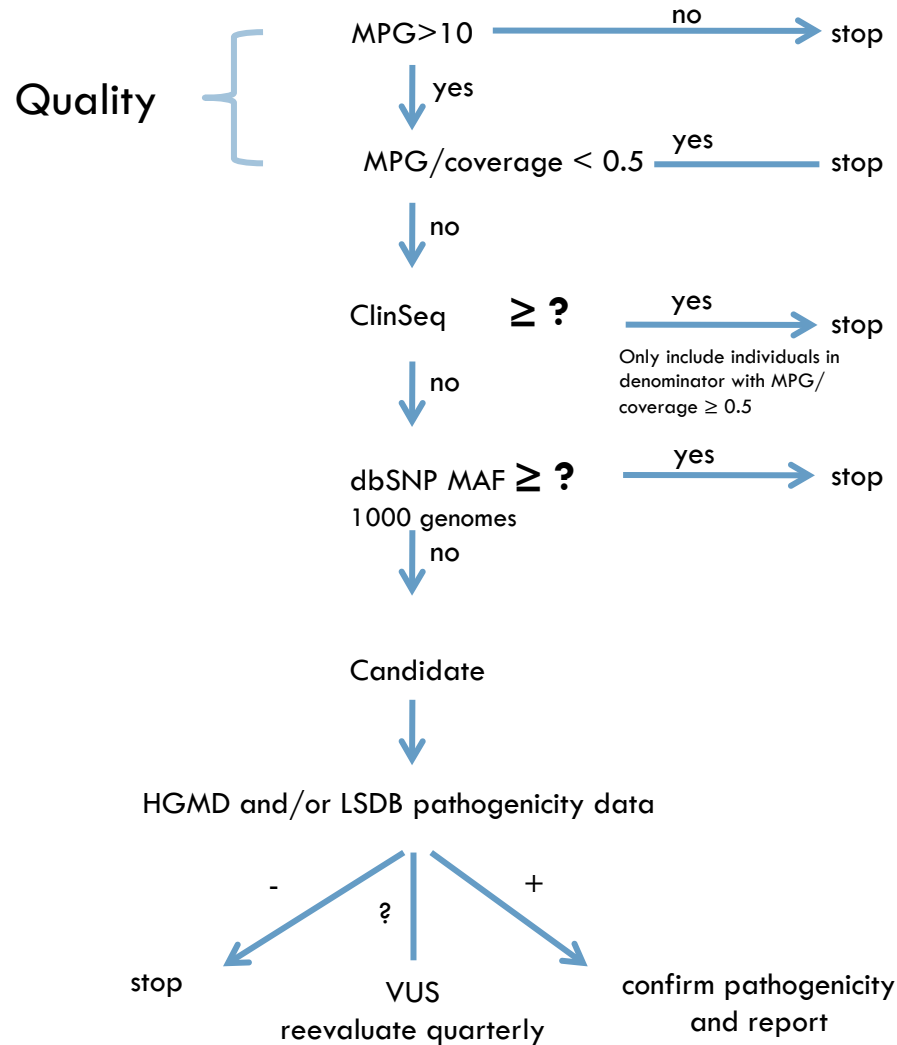 no
MPG>10
stop
Quality
yes
MPG/coverage < 0.5
yes
stop
no
ClinSeq ≥ ?
yes
stop
Only include individuals in
denominator with MPG/
coverage ≥ 0.5
no
dbSNP MAF ≥ ?
1000 genomes
yes
stop
no
Candidate
HGMD and/or LSDB pathogenicity data
-
?
+
stop
VUS
reevaluate quarterly
confirm pathogenicity
and report